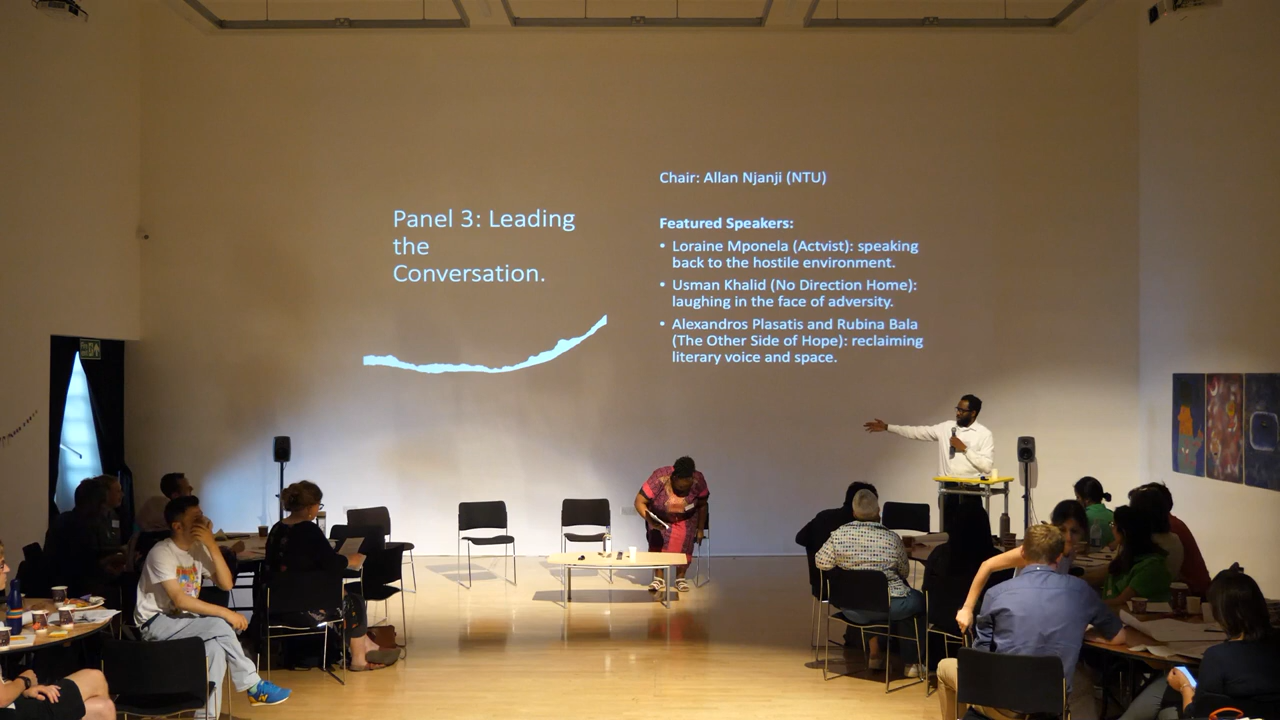 Panel 3: Leading
the
Conversation.
Chair: Allan Njanji (NTU)
Featured Speakers:
• Loraine Mponela (Actvist): speaking
back to the hostile environment.
• Usman Khalid (No Direction Home):
laughing in the face of adversity.
• Alexandros Plasatis and Rubina Bala
(The Other Side of Hope): reclaiming
literary voice and space.